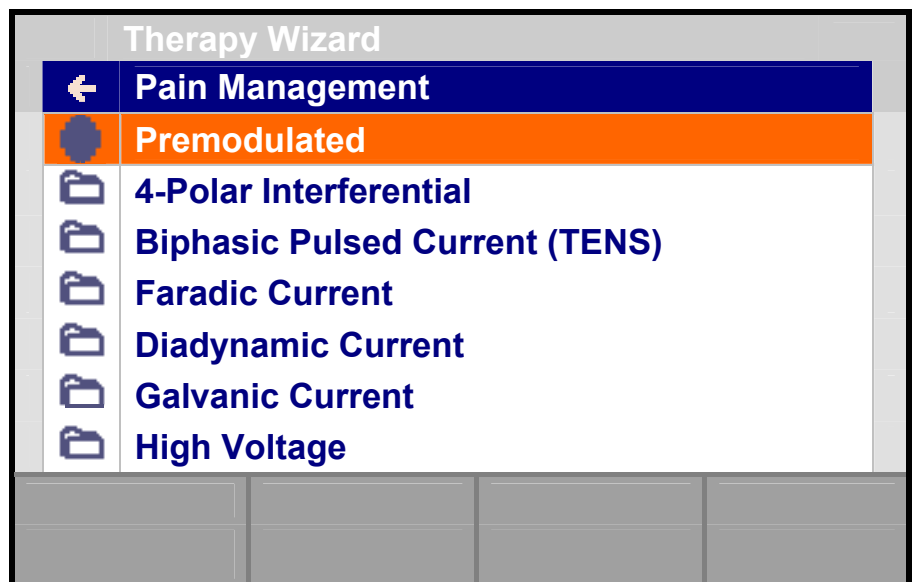 Therapy Wizard
Pain Management
Premodulated
4-Polar Interferential
Biphasic Pulsed Current (TENS)
Faradic Current
Diadynamic Current
Galvanic Current
High Voltage